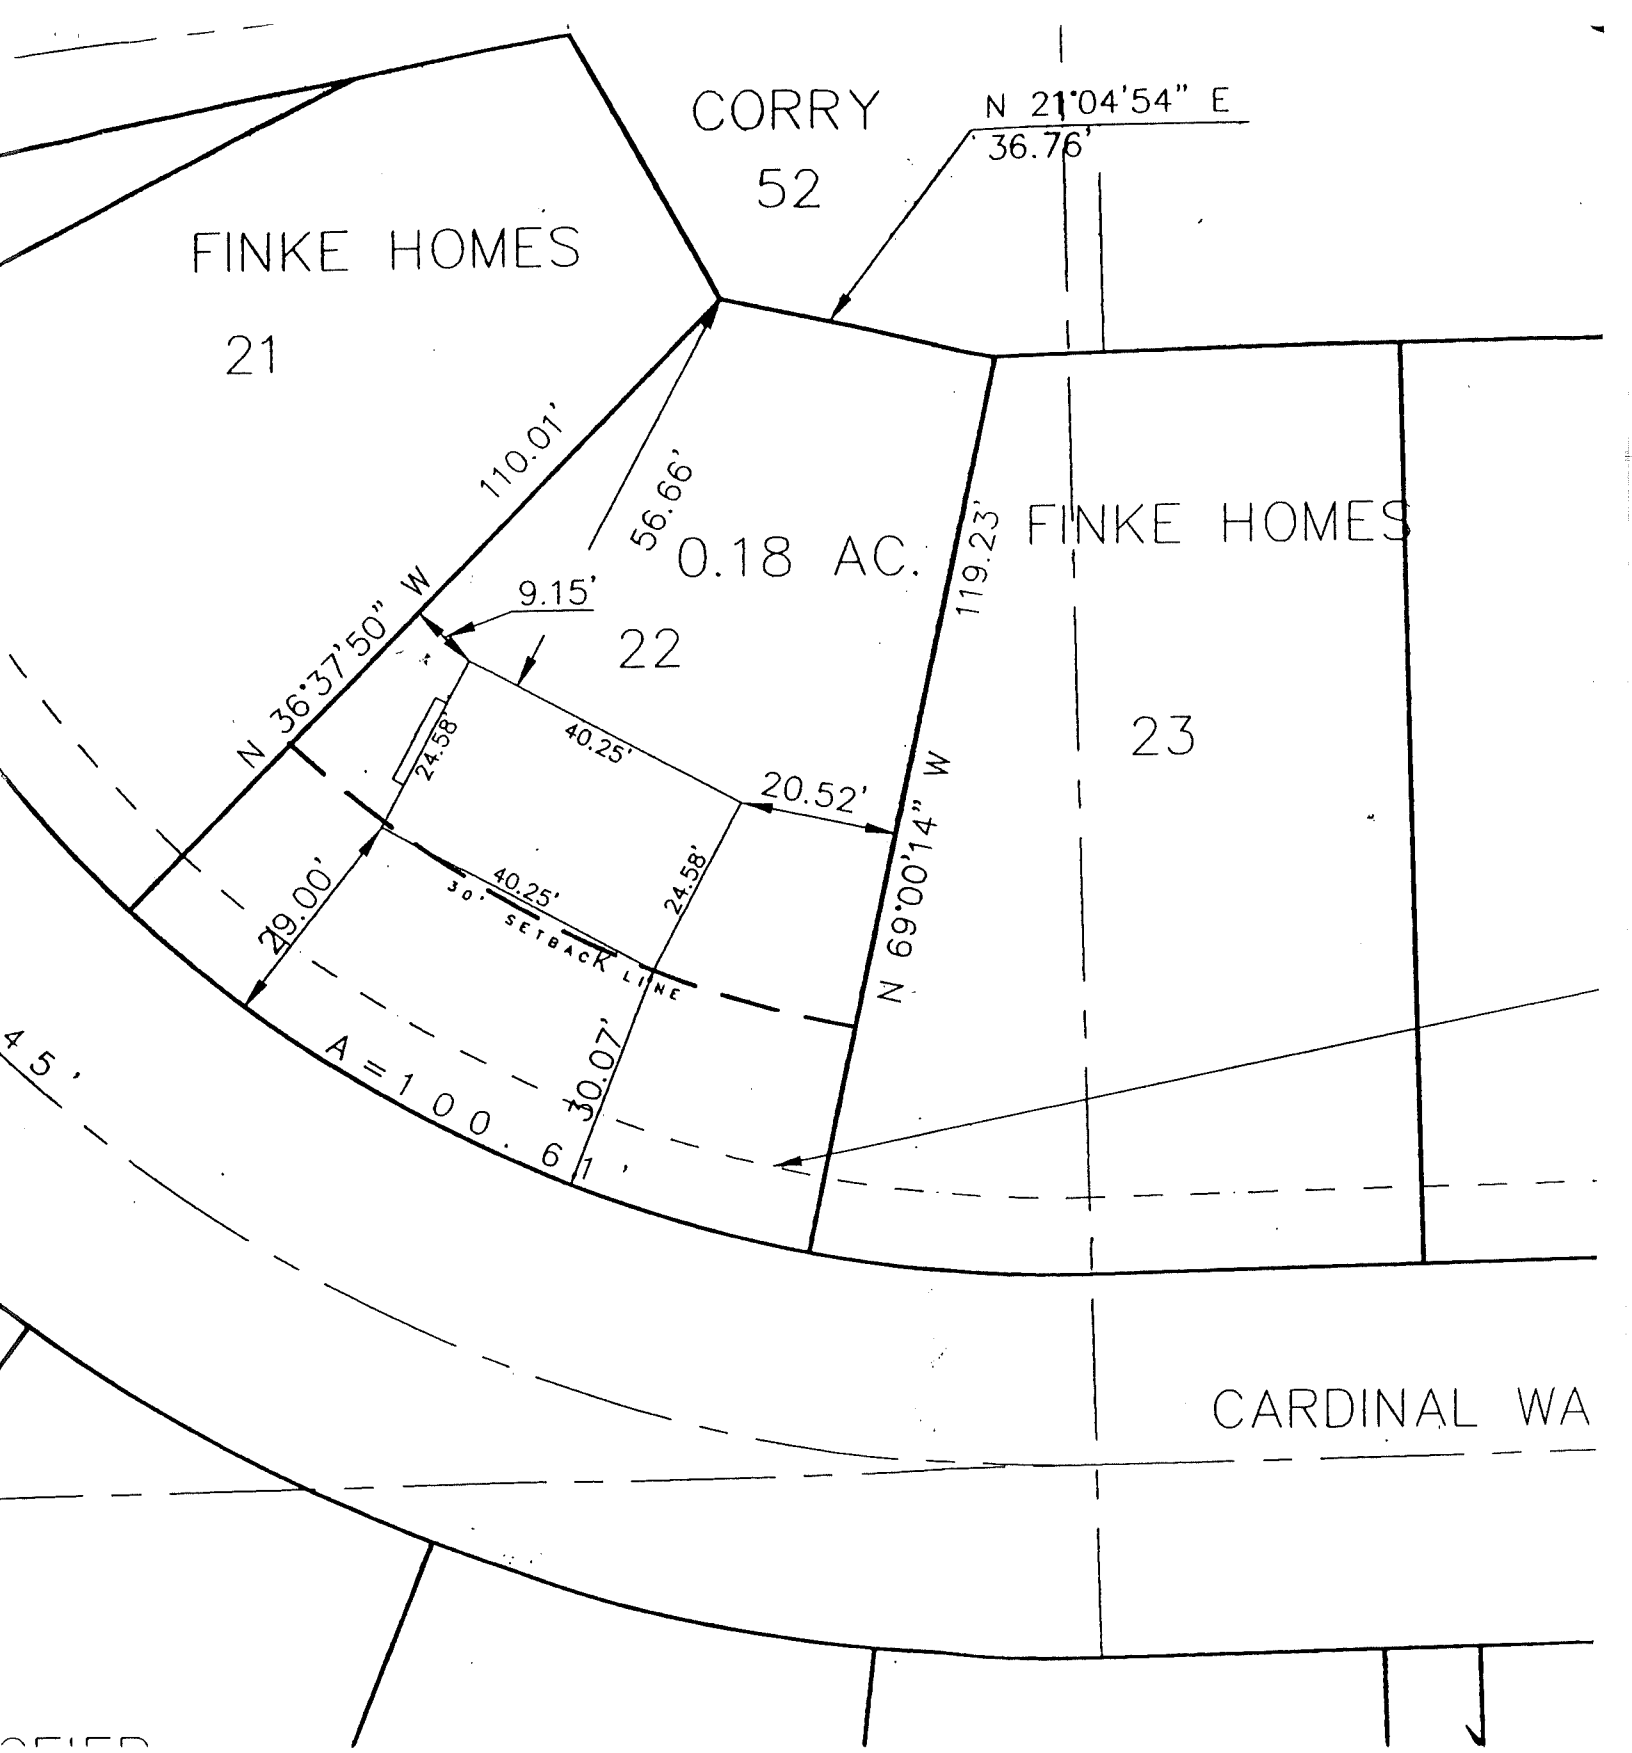 CORRY
52
N 21°04'54" E
36.76'
FINKE HOMES
21
110.01'
N 36°37'50" W
56.66'
0.18 AC.
9.15'
22
119.23'
N 69°00'14" W
FINKE HOMES
23
24.58'
40.25'
20.52'
24.58'
40.25'
30' SETBACK LINE
29.00'
30.07'
A=100.61'
45'
CARDINAL WA